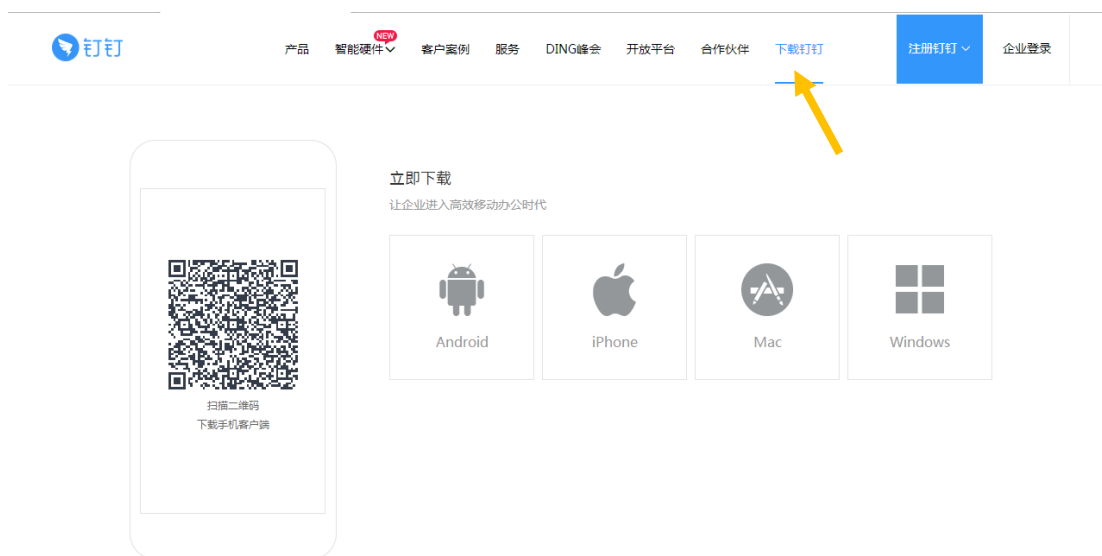 钉钉
产品 智能硬件 NEW 客户案例 服务 DING峰会 开放平台 合作伙伴 下载钉钉 注册钉钉 企业登录
立即下载
让企业进入高效移动办公时代
Android iPhone Mac Windows
扫描二维码
下载手机客户端